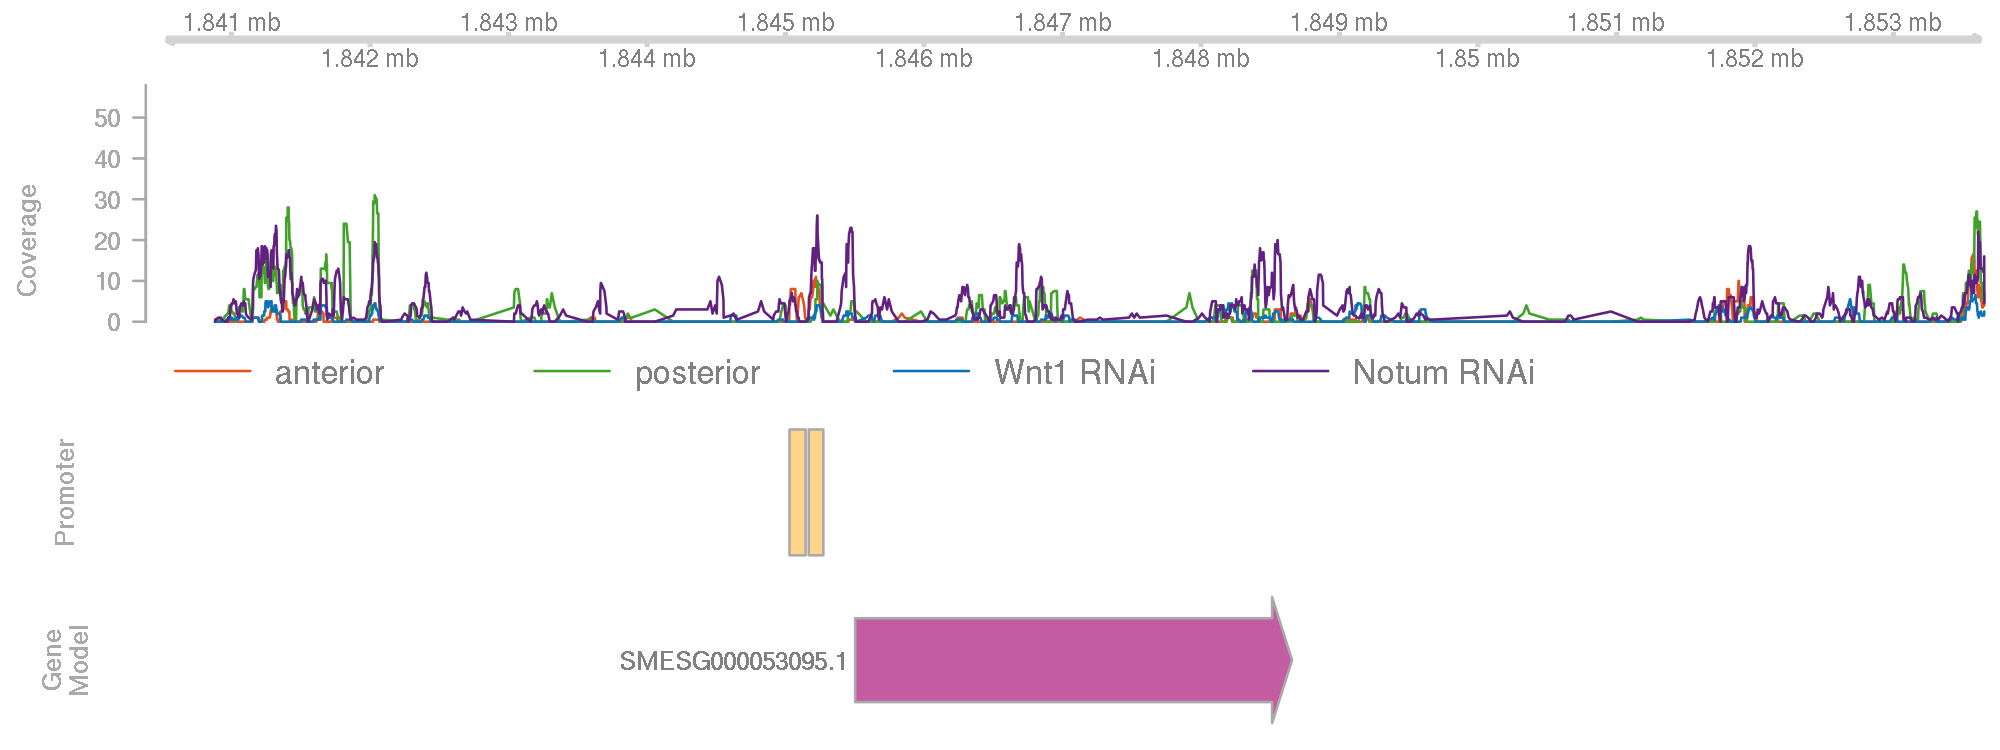 1.841 mb 1.843 mb 1.845 mb 1.847 mb 1.849 mb 1.851 mb 1.853 mb
1.842 mb 1.844 mb 1.846 mb 1.848 mb 1.85 mb 1.852 mb
Coverage
50
40
30
20
10
0
anterior posterior Wnt1 RNAi Notum RNAi
Promoter
Gene
Model
SMESG000053095.1